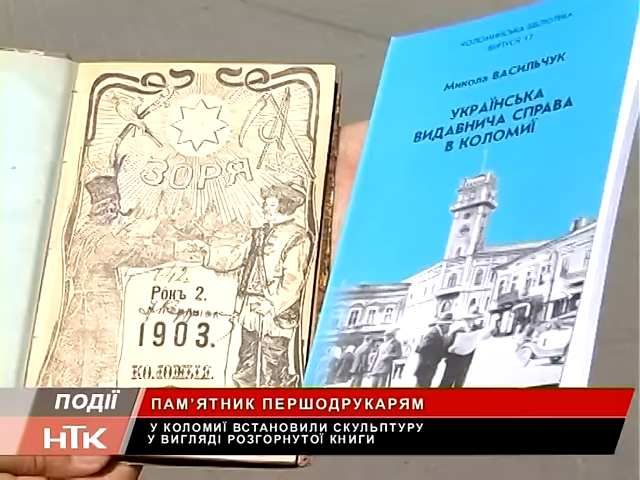 ЗОРЯ
Рокъ 2.
1903.
КОЛОМЫЯ.
КОЛОМИЙСЬКА БІБЛІОТЕКА
ВИПУСК 17
Микола ВАСИЛЬЧУК
УКРАЇНСЬКА
ВИДАВНИЧА СПРАВА
В КОЛОМИЇ
ПОДІЇ
НТК
ПАМ'ЯТНИК ПЕРШОДРУКАРЯМ
У КОЛОМИЇ ВСТАНОВИЛИ СКУЛЬПТУРУ
У ВИГЛЯДІ РОЗГОРНУТОЇ КНИГИ